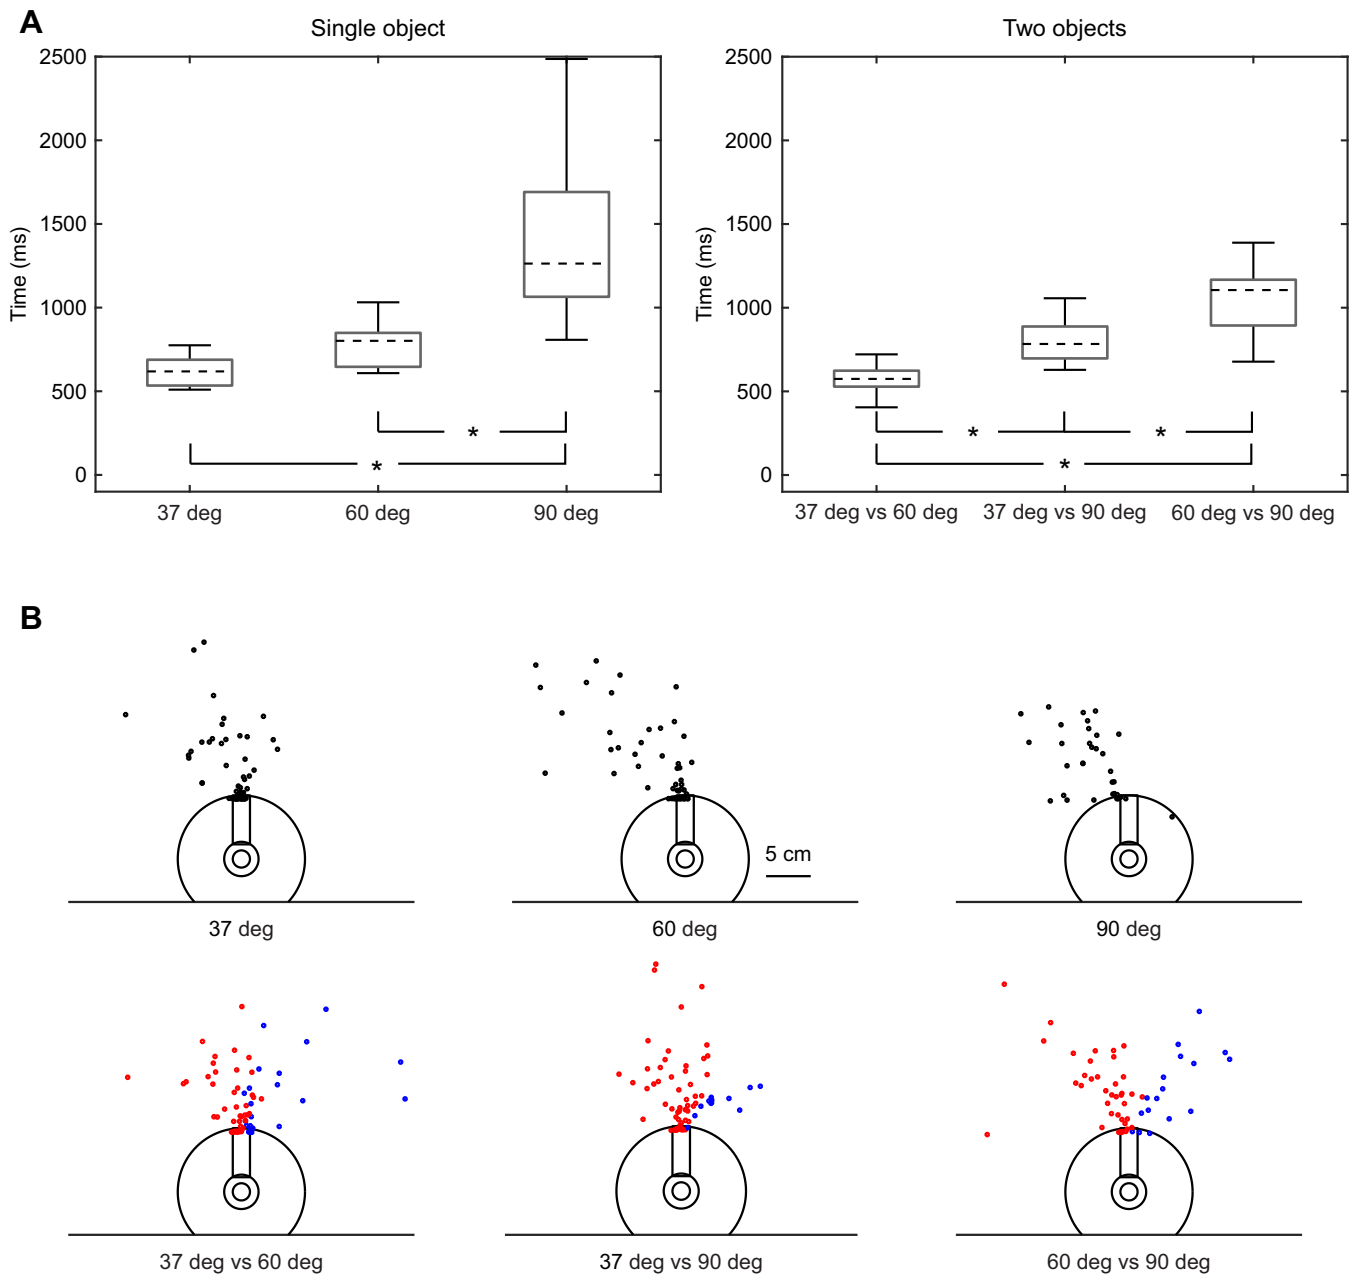 A
Single object
Two objects
2500
2000
1500
1000
500
0
Time (ms)
37 deg
60 deg
90 deg
*
*
2500
2000
1500
1000
500
0
Time (ms)
37 deg vs 60 deg
37 deg vs 90 deg
60 deg vs 90 deg
*
*
*
B
5 cm
37 deg
60 deg
90 deg
37 deg vs 60 deg
37 deg vs 90 deg
60 deg vs 90 deg